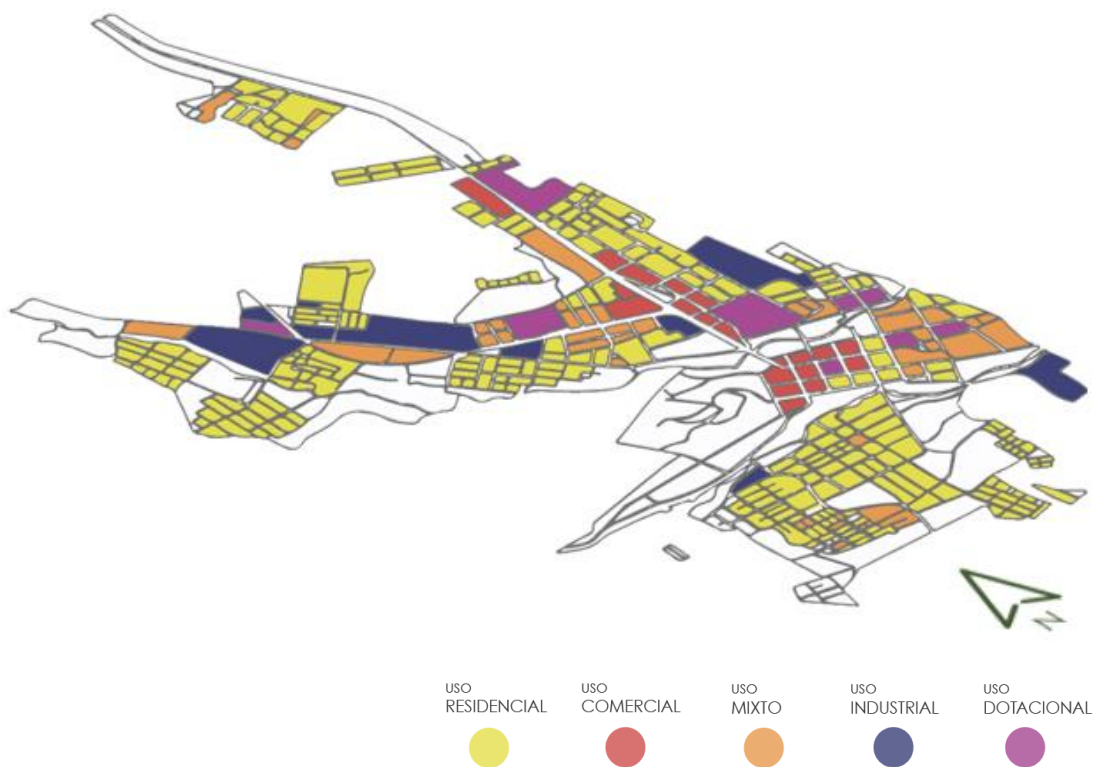 N
USO
RESIDENCIAL
USO
COMERCIAL
USO
MIXTO
USO
INDUSTRIAL
USO
DOTACIONAL